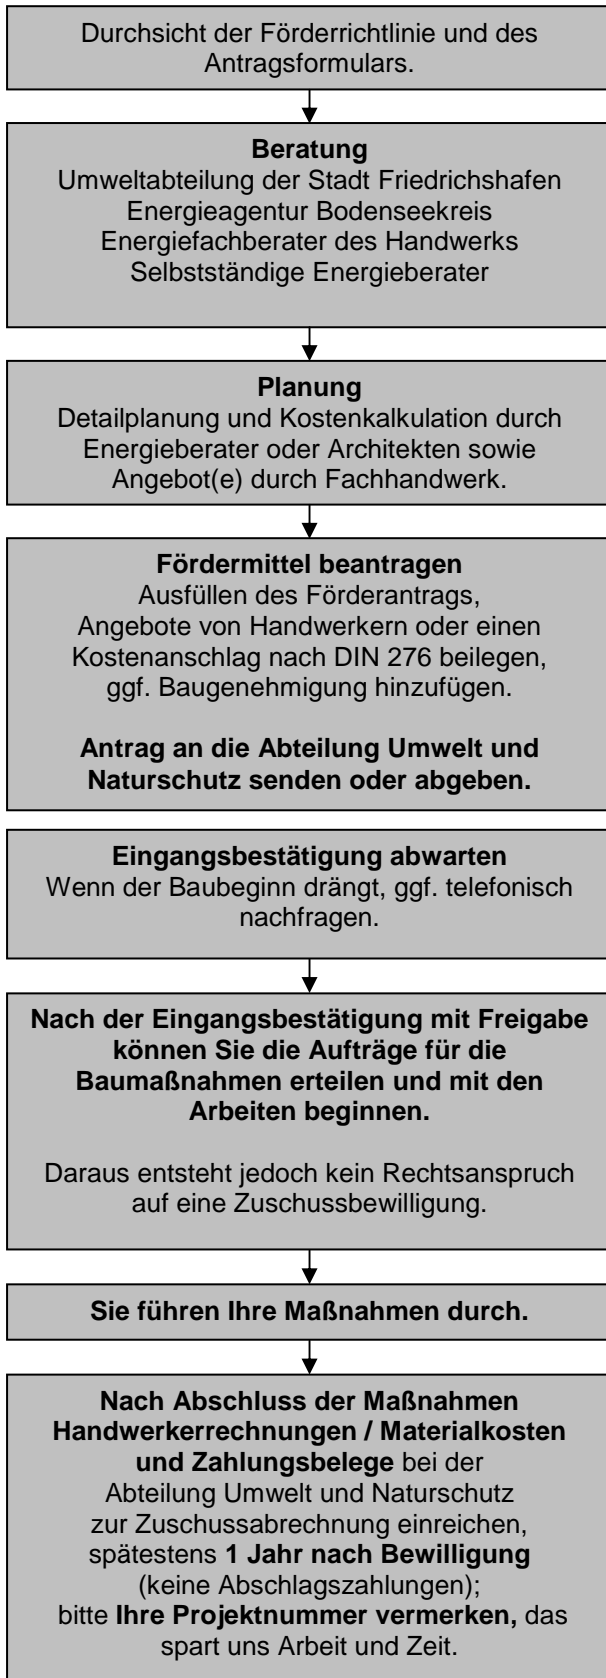 Durchsicht der Förderrichtlinie und des
Antragsformulars.
Beratung
Umweltabteilung der Stadt Friedrichshafen
Energieagentur Bodenseekreis
Energiefachberater des Handwerks
Selbstständige Energieberater
Planung
Detailplanung und Kostenkalkulation durch
Energieberater oder Architekten sowie
Angebot(e) durch Fachhandwerk.
Fördermittel beantragen
Ausfüllen des Förderantrags,
Angebote von Handwerkern oder einen
Kostenanschlag nach DIN 276 beilegen,
ggf. Baugenehmigung hinzufügen.
Antrag an die Abteilung Umwelt und
Naturschutz senden oder abgeben.
Eingangsbestätigung abwarten
Wenn der Baubeginn drängt, ggf. telefonisch
nachfragen.
Nach der Eingangsbestätigung mit Freigabe
können Sie die Aufträge für die
Baumaßnahmen erteilen und mit den
Arbeiten beginnen.
Daraus entsteht jedoch kein Rechtsanspruch
auf eine Zuschussbewilligung.
Sie führen Ihre Maßnahmen durch.
Nach Abschluss der Maßnahmen
Handwerkerrechnungen / Materialkosten
und Zahlungsbelege bei der
Abteilung Umwelt und Naturschutz
zur Zuschussabrechnung einreichen,
spätestens 1 Jahr nach Bewilligung
(keine Abschlagszahlungen);
bitte Ihre Projektnummer vermerken, das
spart uns Arbeit und Zeit.